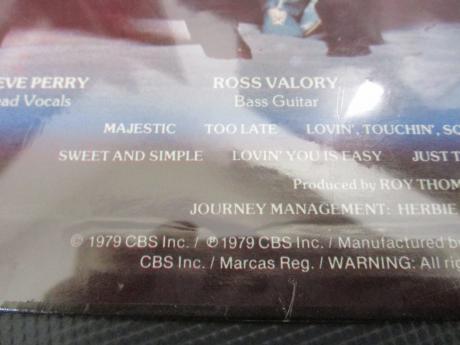 EVE PERRY ROSS VALORY
ad Vocals Bass Guitar
MAJESTIC TOO LATE LOVIN', TOUCHIN', SQ
SWEET AND SIMPLE LOVIN' YOU IS EASY JUST T
Produced by ROY THOM
JOURNEY MANAGEMENT: HERBIE
© 1979 CBS Inc. / ℗ 1979 CBS Inc. / Manufactured by
CBS Inc. / Marcas Reg. / WARNING: All rig